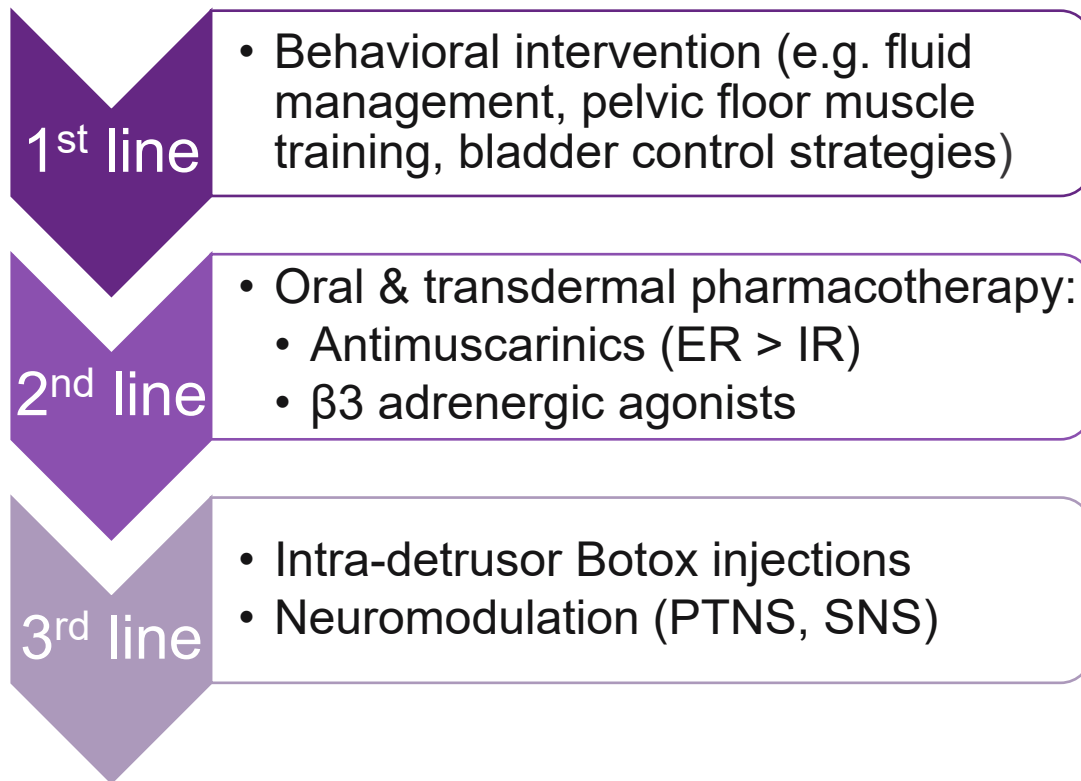 1st line
• Behavioral intervention (e.g. fluid
management, pelvic floor muscle
training, bladder control strategies)
2nd line
• Oral & transdermal pharmacotherapy:
• Antimuscarinics (ER > IR)
• β3 adrenergic agonists
3rd line
• Intra-detrusor Botox injections
• Neuromodulation (PTNS, SNS)